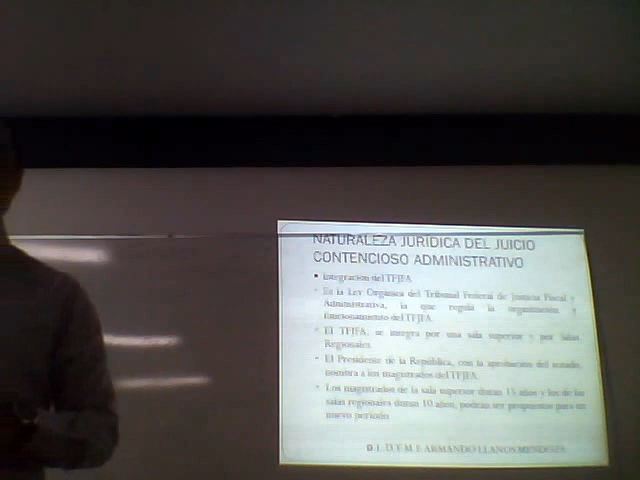 NATURALEZA JURÍDICA DEL JUICIO
CONTENCIOSO ADMINISTRATIVO
• integración del TFJFA
• Es la Ley Orgánica del Tribunal Federal de Justicia Fiscal y
Administrativa, la que regula la organización y
funcionamiento del TFJFA.
• El TFJFA, se integra por una sala superior y por Salas
Regionales.
• El Presidente de la República, con la aprobación del senado,
nombra a los magistrados del TFJFA.
• Los magistrados de la sala superior duran 15 años y los de las
salas regionales duran 10 años, podrán ser propuestos para un
nuevo periodo
ARMANDO LLANOS MENDESES